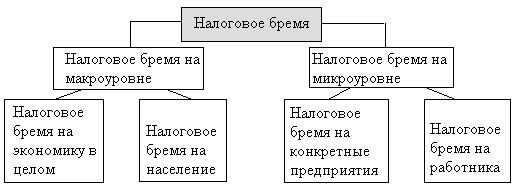 Налоговое бремя
Налоговое бремя на
макроуровне
Налоговое бремя на
микроуровне
Налоговое
бремя на
экономику в
целом
Налоговое
бремя на
население
Налоговое
бремя на
конкретные
предприятия
Налоговое
бремя на
работника